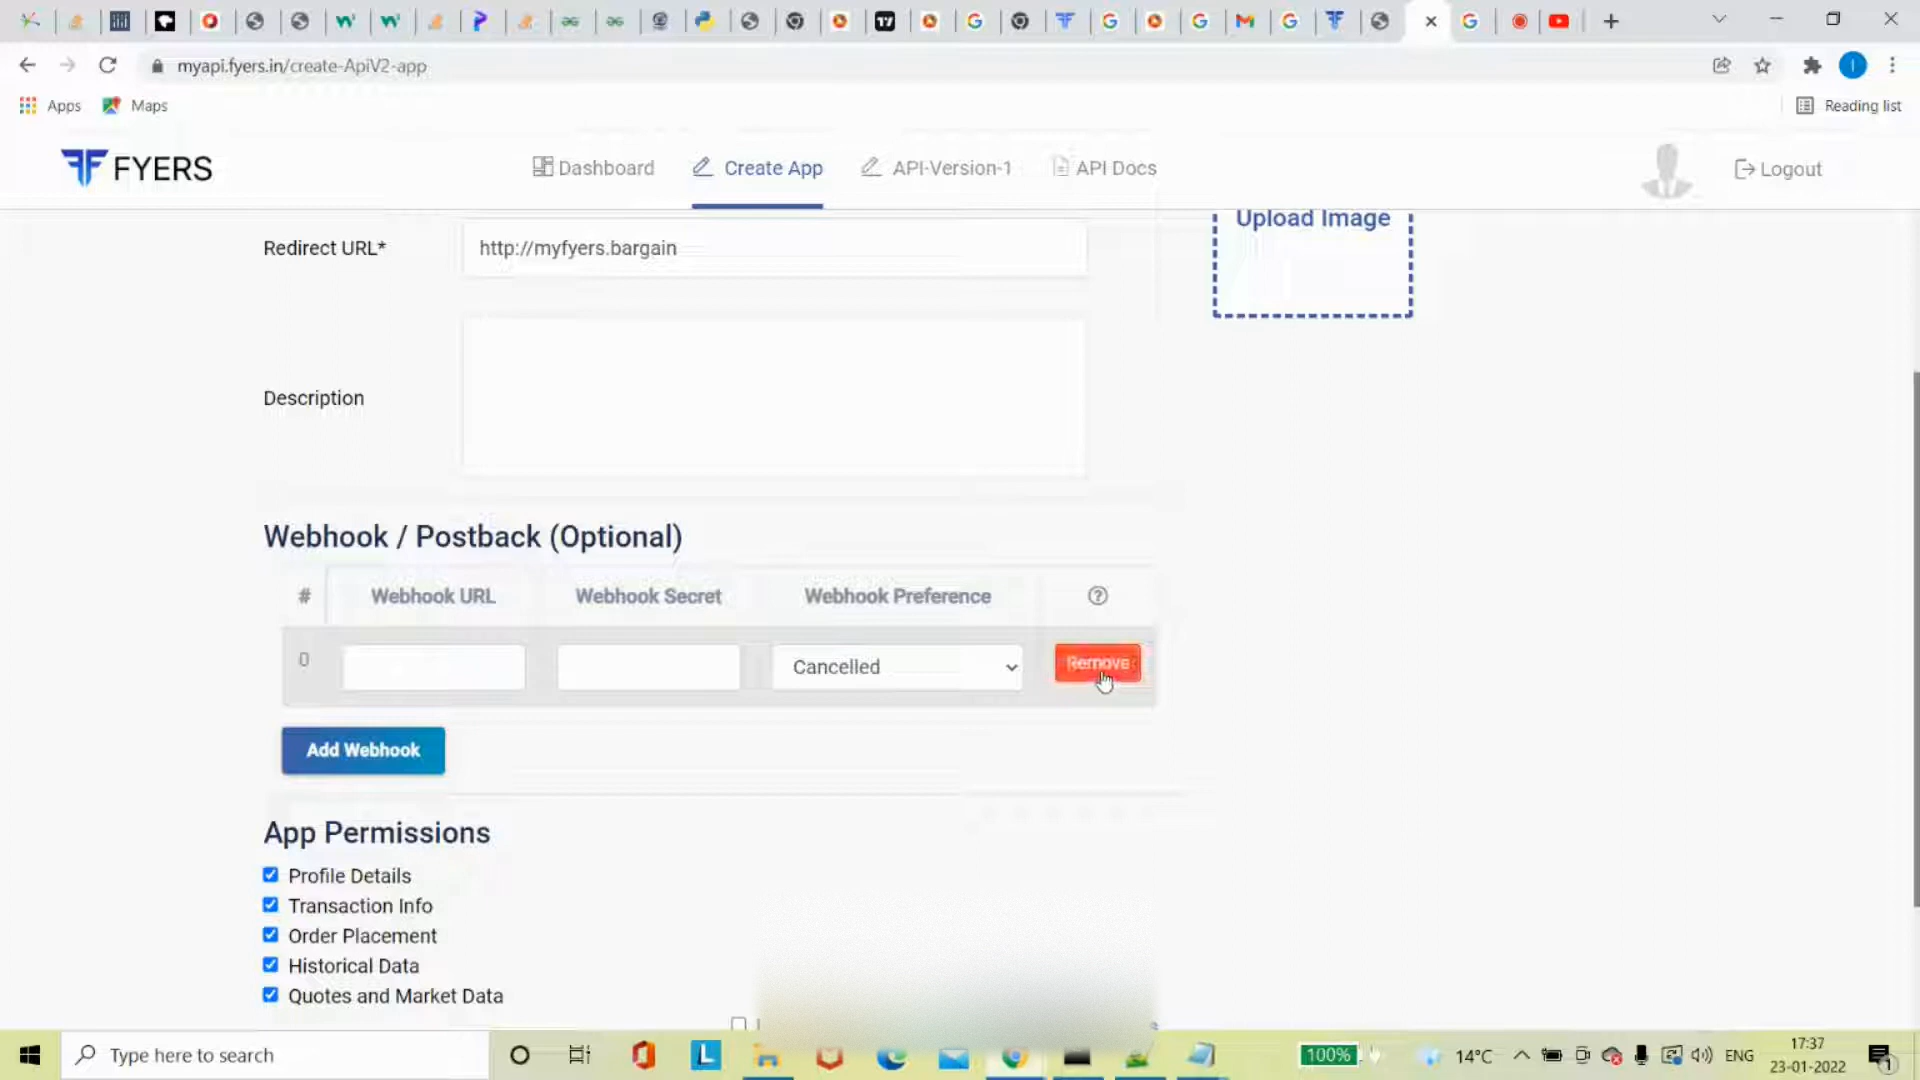 myapi.fyers.in/create-ApiV2-app
Apps
Maps
Reading list
FYERS
Dashboard
Create App
API-Version-1
API Docs
Logout
Redirect URL*
http://myfyers.bargain
Upload Image
Description
Webhook / Postback (Optional)
# Webhook URL Webhook Secret Webhook Preference
0 Cancelled Remove
Add Webhook
App Permissions
Profile Details
Transaction Info
Order Placement
Historical Data
Quotes and Market Data
Type here to search
100%
14°C
ENG
17:37
23-01-2022